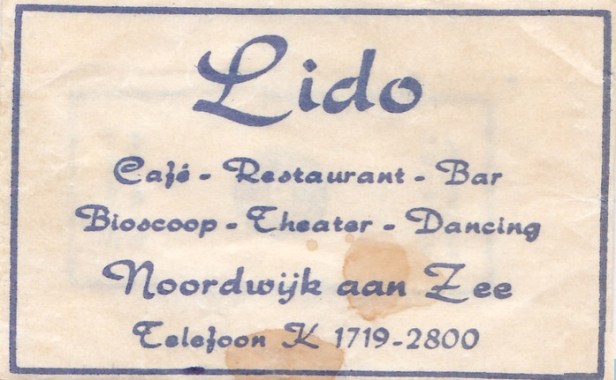 Lido
Café - Restaurant - Bar
Bioscoop - Theater - Dancing
Noordwijk aan Zee
Telefoon K 1719-2800